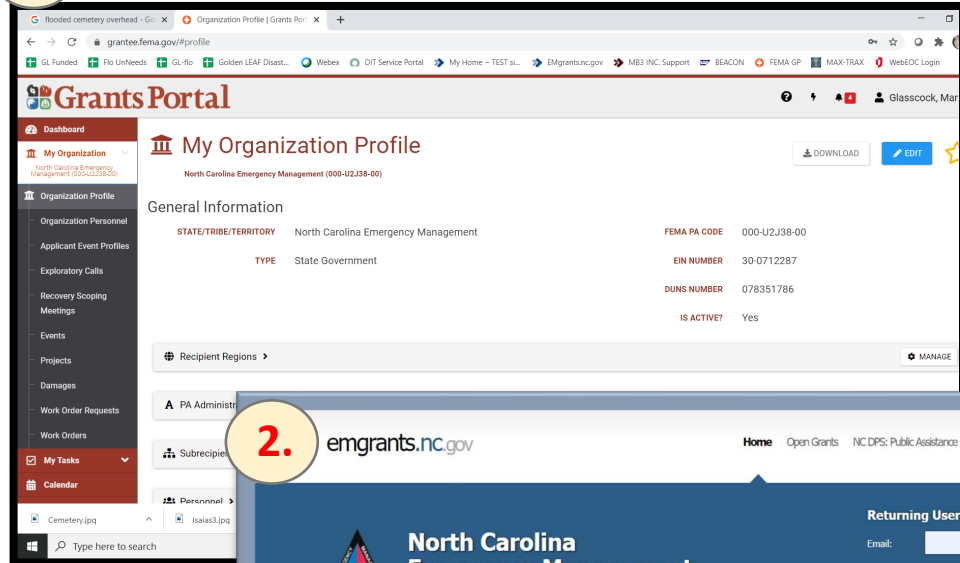 flooded cemetery overhead - Go
Organization Profile | Grants Port
grantee.fema.gov/#profile
GL Funded Flo UnNeeds GL-flo Golden LEAF Disast... Webex DIT Service Portal My Home – TEST si... EMgrants.nc.gov MB3 INC. Support BEACON FEMA GP MAX-TRAX WebEOC Login
Grants Portal
4 Glasscock, Mar
Dashboard
My Organization
North Carolina Emergency
Management (000-U2J38-00)
Organization Profile
Organization Personnel
Applicant Event Profiles
Exploratory Calls
Recovery Scoping
Meetings
Events
Projects
Damages
Work Order Requests
Work Orders
My Tasks
Calendar
My Organization Profile
North Carolina Emergency Management (000-U2J38-00)
DOWNLOAD EDIT
General Information
STATE/TRIBE/TERRITORY North Carolina Emergency Management FEMA PA CODE 000-U2J38-00
TYPE State Government EIN NUMBER 30-0712287
DUNS NUMBER 078351786
IS ACTIVE? Yes
Recipient Regions MANAGE
PA Administr
Subrecipie
Personnel
Cemetery.jpg Isaias3.jpg
Type here to search
2.
emgrants.nc.gov
Home Open Grants NC DPS: Public Assistance
Returning User
Email:
North Carolina